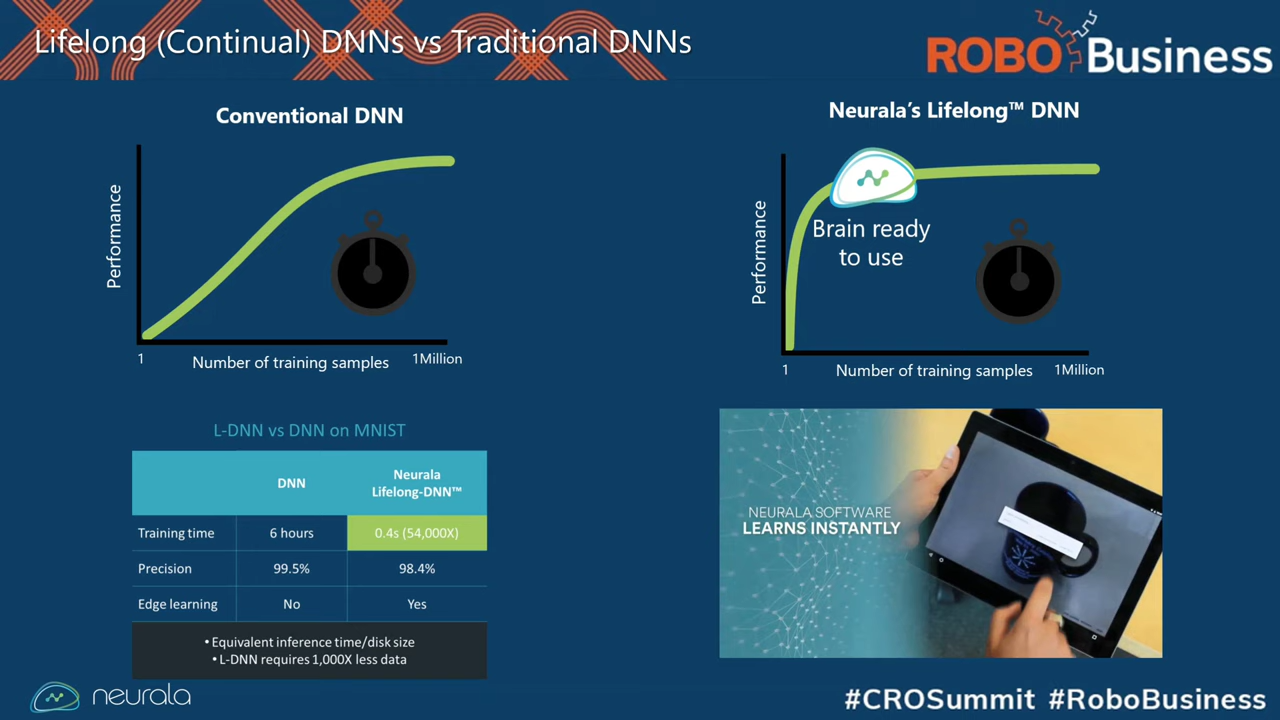 Lifelong (Continual) DNNs vs Traditional DNNs
ROBO Business
Conventional DNN
Performance
1
Number of training samples
1Million
Neurala's Lifelong™ DNN
Performance
Brain ready
to use
1
Number of training samples
1Million
L-DNN vs DNN on MNIST
DNN
Neurala
Lifelong-DNN™
Training time
6 hours
0.4s (54,000X)
Precision
99.5%
98.4%
Edge learning
No
Yes
• Equivalent inference time/disk size
• L-DNN requires 1,000X less data
NEURALA SOFTWARE
LEARNS INSTANTLY
neurala
#CROSummit #RoboBusiness